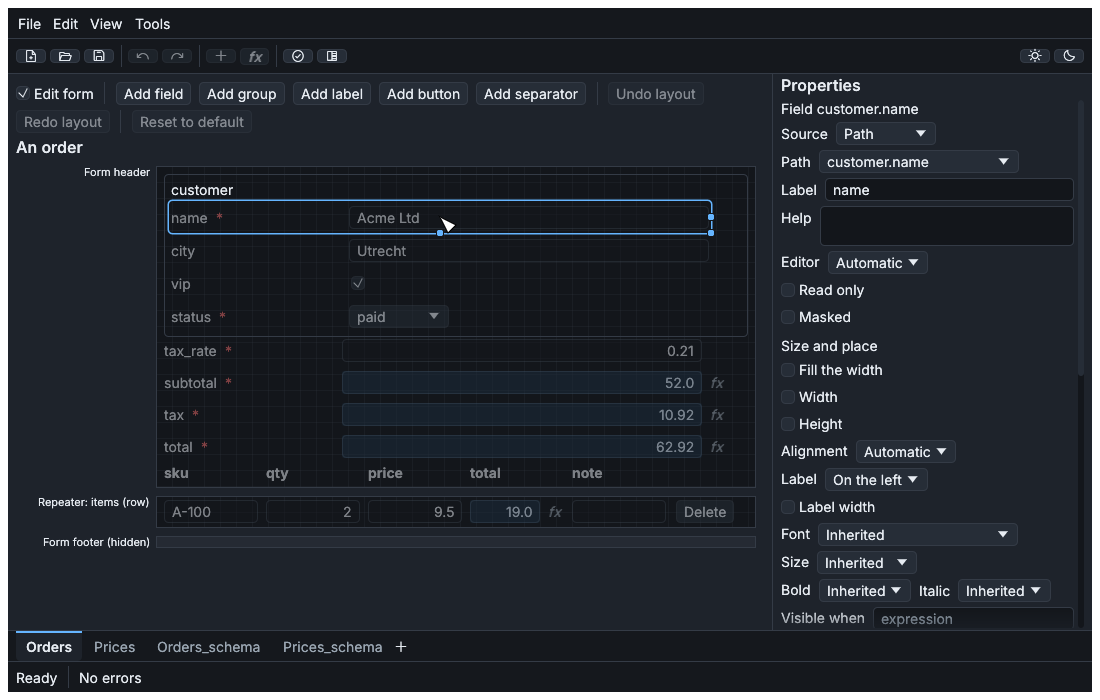 File Edit View Tools
fx
Edit form Add field Add group Add label Add button Add separator Undo layout
Redo layout Reset to default
An order
Form header
customer
name * Acme Ltd
city Utrecht
vip
status * paid
tax_rate * 0.21
subtotal * 52.0 fx
tax * 10.92 fx
total * 62.92 fx
sku qty price total note
Repeater: items (row) A-100 2 9.5 19.0 fx Delete
Form footer (hidden)
Properties
Field customer.name
Source Path
Path customer.name
Label name
Help
Editor Automatic
Read only
Masked
Size and place
Fill the width
Width
Height
Alignment Automatic
Label On the left
Label width
Font Inherited
Size Inherited
Bold Inherited Italic Inherited
Visible when expression
Orders Prices Orders_schema Prices_schema +
Ready No errors